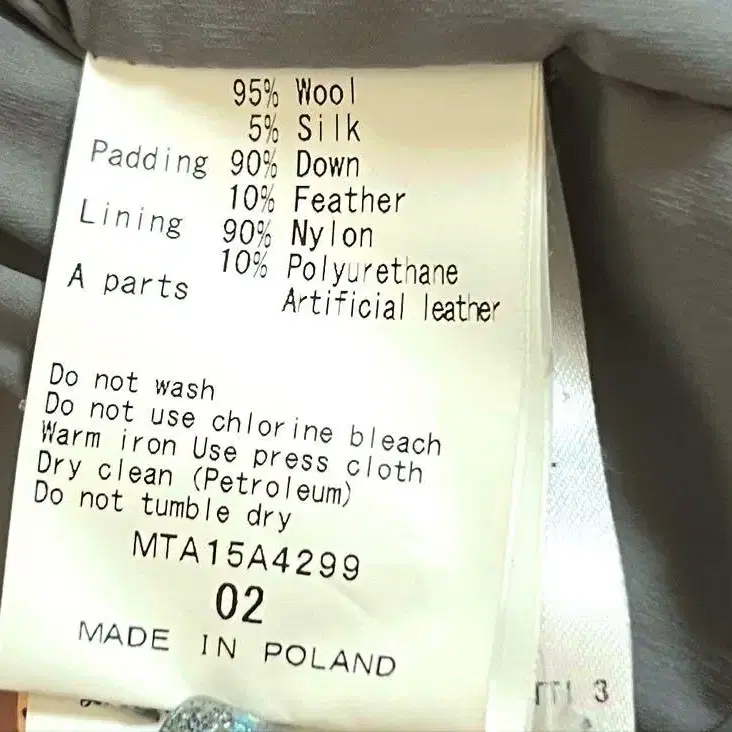 95% Wool
5% Silk
Padding 90% Down
10% Feather
Lining 90% Nylon
10% Polyurethane
A parts Artificial leather
Do not wash
Do not use chlorine bleach
Warm iron Use press cloth
Dry clean (Petroleum)
Do not tumble dry
MTA15A4299
02
MADE IN POLAND
3